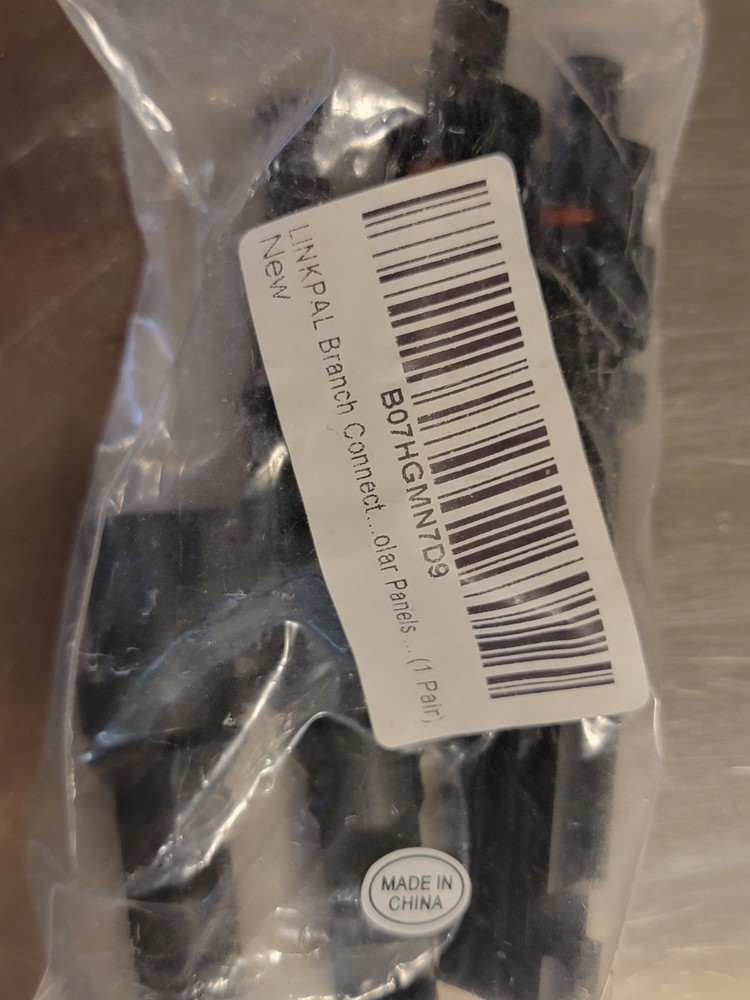 B07HGMN7D9
LINKPAL Branch Connect...olar Panels ... (1 Pair)
New
MADE IN
CHINA